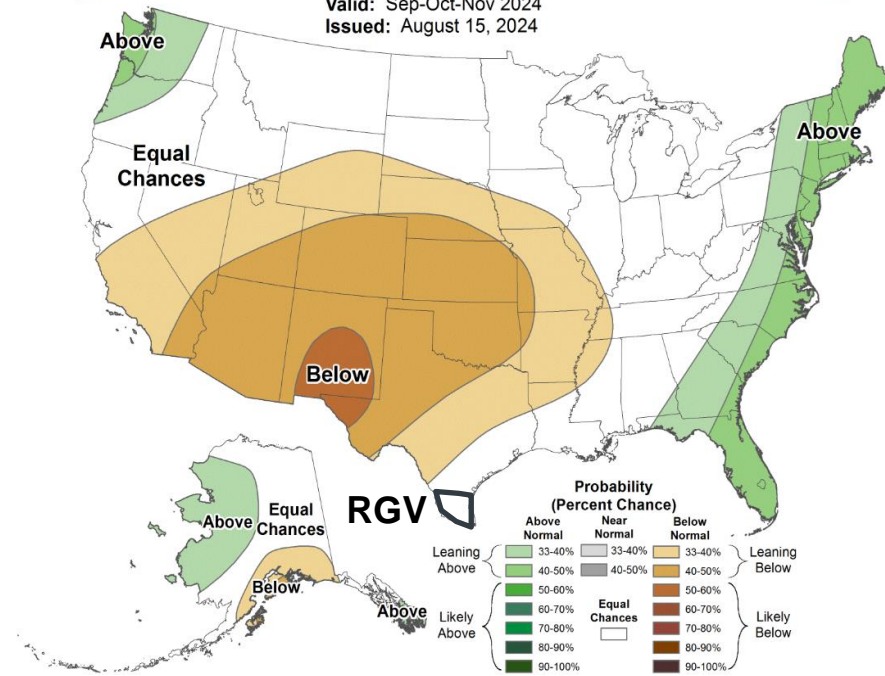 Valid: Sep-Oct-Nov 2024
Issued: August 15, 2024
Above
Equal
Chances
Above
Below
RGV
Above
Equal
Chances
Below
Above
Probability
(Percent Chance)
Above
Normal
Near
Normal
Below
Normal
Leaning
Above
33-40%
33-40%
33-40%
Leaning
Below
40-50%
40-50%
40-50%
Likely
Above
50-60%
50-60%
60-70%
60-70%
70-80%
70-80%
80-90%
80-90%
90-100%
90-100%
Equal
Chances
Likely
Below